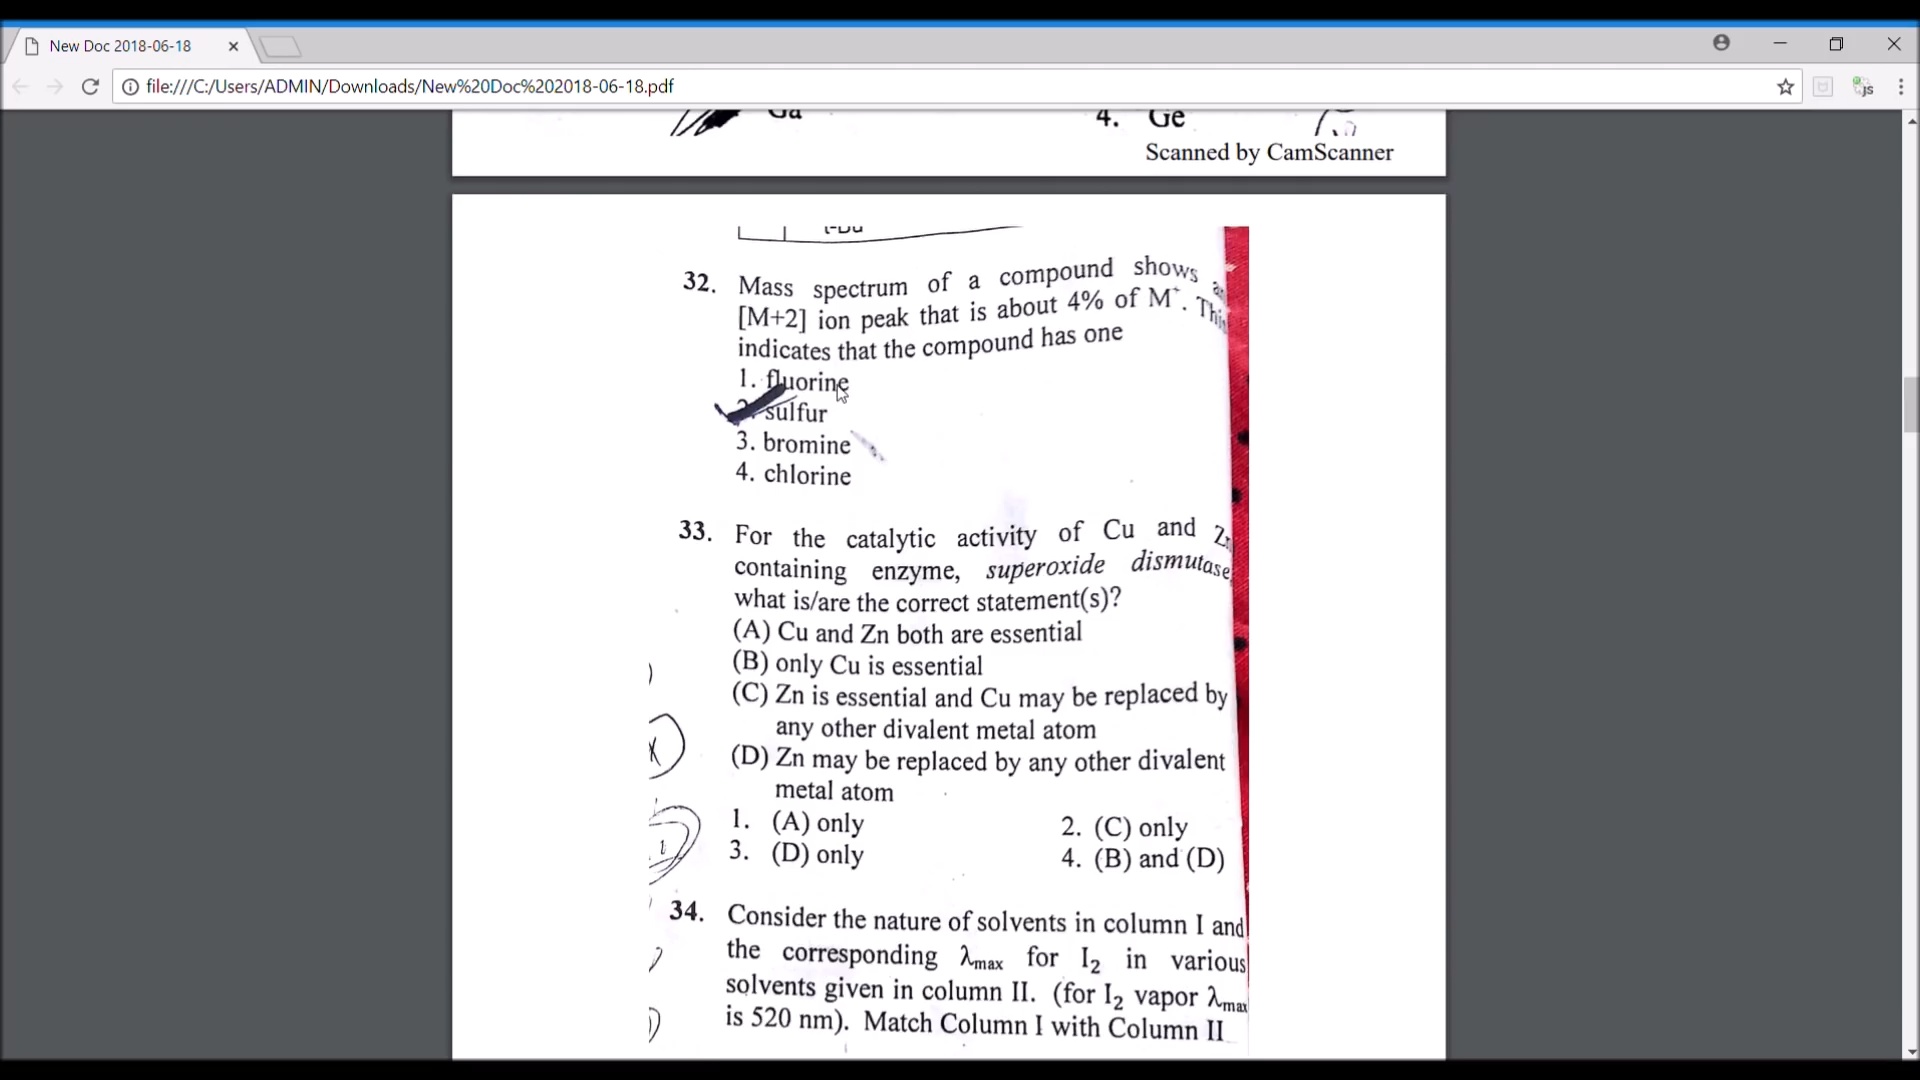 New Doc 2018-06-18
file:///C:/Users/ADMIN/Downloads/New%20Doc%202018-06-18.pdf
Ga
4. Ge
Scanned by CamScanner
32. Mass spectrum of a compound shows
[M+2] ion peak that is about 4% of M⁺. This
indicates that the compound has one
1. fluorine
2. sulfur
3. bromine
4. chlorine
33. For the catalytic activity of Cu and Zn
containing enzyme, superoxide dismutase
what is/are the correct statement(s)?
(A) Cu and Zn both are essential
(B) only Cu is essential
(C) Zn is essential and Cu may be replaced by
any other divalent metal atom
(D) Zn may be replaced by any other divalent
metal atom
1. (A) only 2. (C) only
3. (D) only 4. (B) and (D)
34. Consider the nature of solvents in column I and
the corresponding λmax for I₂ in various
solvents given in column II. (for I₂ vapor λmax
is 520 nm). Match Column I with Column II